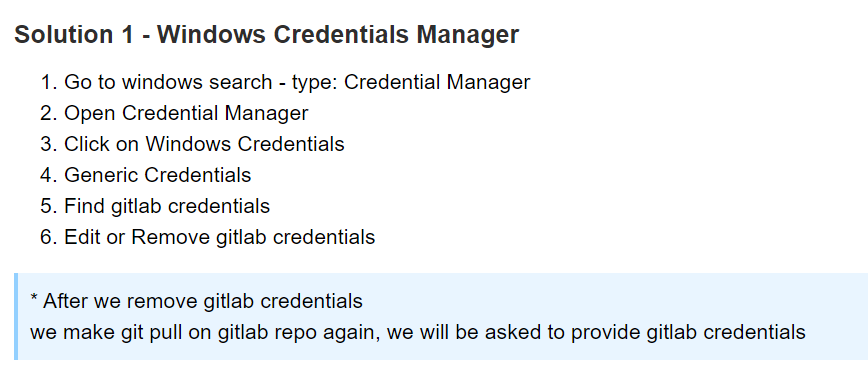 Solution 1 - Windows Credentials Manager
1. Go to windows search - type: Credential Manager
2. Open Credential Manager
3. Click on Windows Credentials
4. Generic Credentials
5. Find gitlab credentials
6. Edit or Remove gitlab credentials
* After we remove gitlab credentials
we make git pull on gitlab repo again, we will be asked to provide gitlab credentials